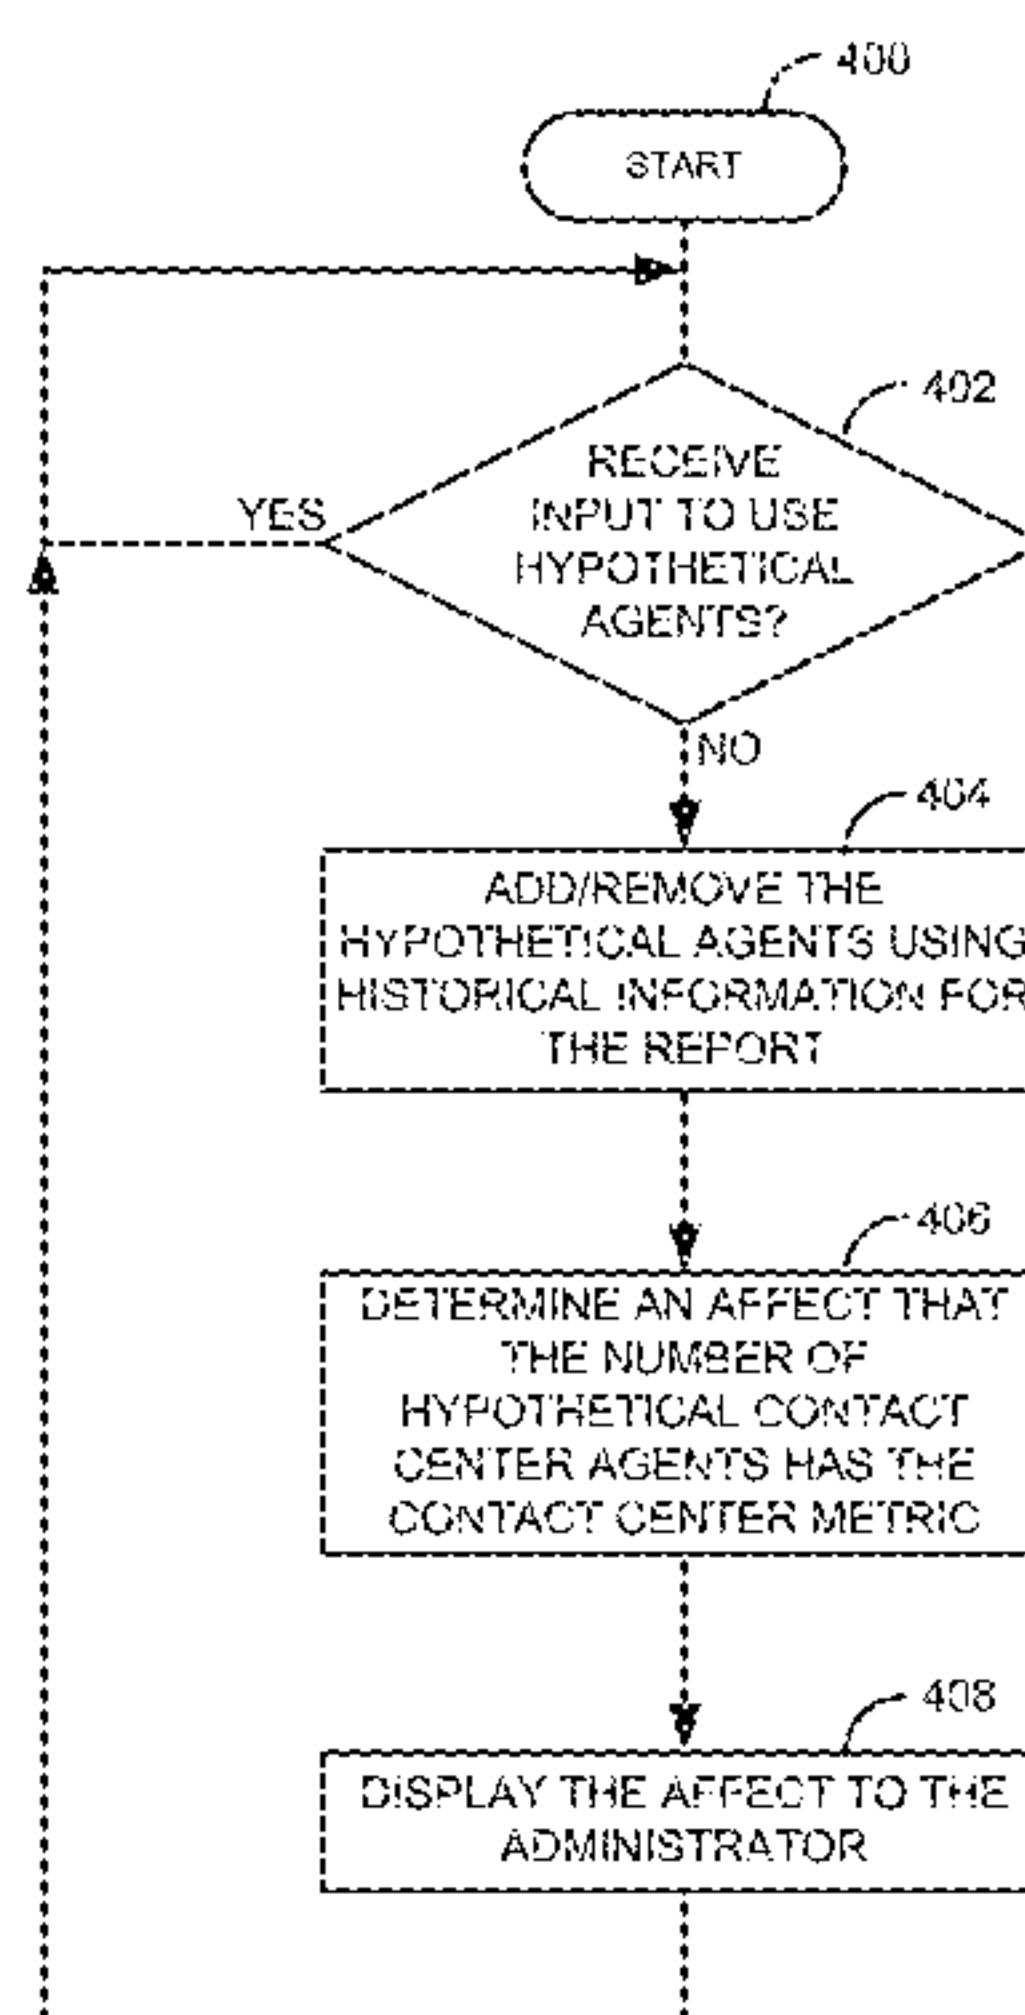 400
START
402
RECEIVE
INPUT TO USE
HYPOTHETICAL
AGENTS?
YES
NO
404
ADD/REMOVE THE
HYPOTHETICAL AGENTS USING
HISTORICAL INFORMATION FOR
THE REPORT
406
DETERMINE AN AFFECT THAT
THE NUMBER OF
HYPOTHETICAL CONTACT
CENTER AGENTS HAS THE
CONTACT CENTER METRIC
408
DISPLAY THE AFFECT TO THE
ADMINISTRATOR